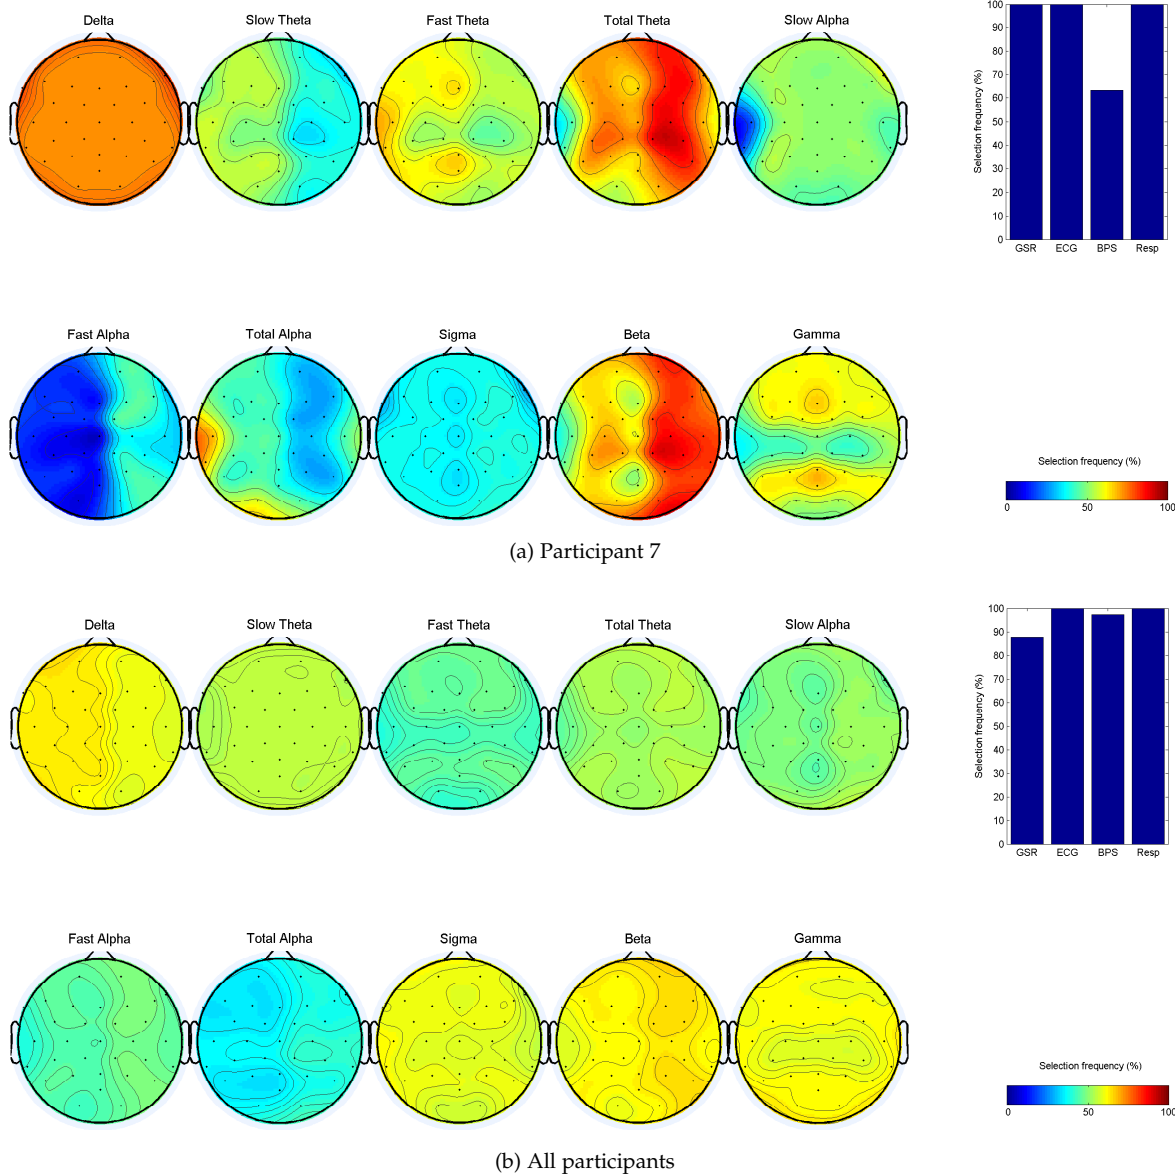 Delta Slow Theta Fast Theta Total Theta Slow Alpha
Selection frequency (%)
100
90
80
70
60
50
40
30
20
10
0
GSR ECG BPS Resp
Fast Alpha Total Alpha Sigma Beta Gamma
Selection frequency (%)
0 50 100
(a) Participant 7
Delta Slow Theta Fast Theta Total Theta Slow Alpha
Selection frequency (%)
100
90
80
70
60
50
40
30
20
10
0
GSR ECG BPS Resp
Fast Alpha Total Alpha Sigma Beta Gamma
Selection frequency (%)
0 50 100
(b) All participants